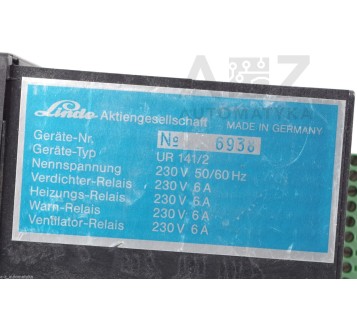 Linde Aktiengesellschaft MADE IN GERMANY
Geräte-Nr. № 6938
Geräte-Typ UR 141/2
Nennspannung 230 V 50/60 Hz
Verdichter-Relais 230 V 6 A
Heizungs-Relais 230 V 6 A
Warn-Relais 230 V 6 A
Ventilator-Relais 230 V 6 A